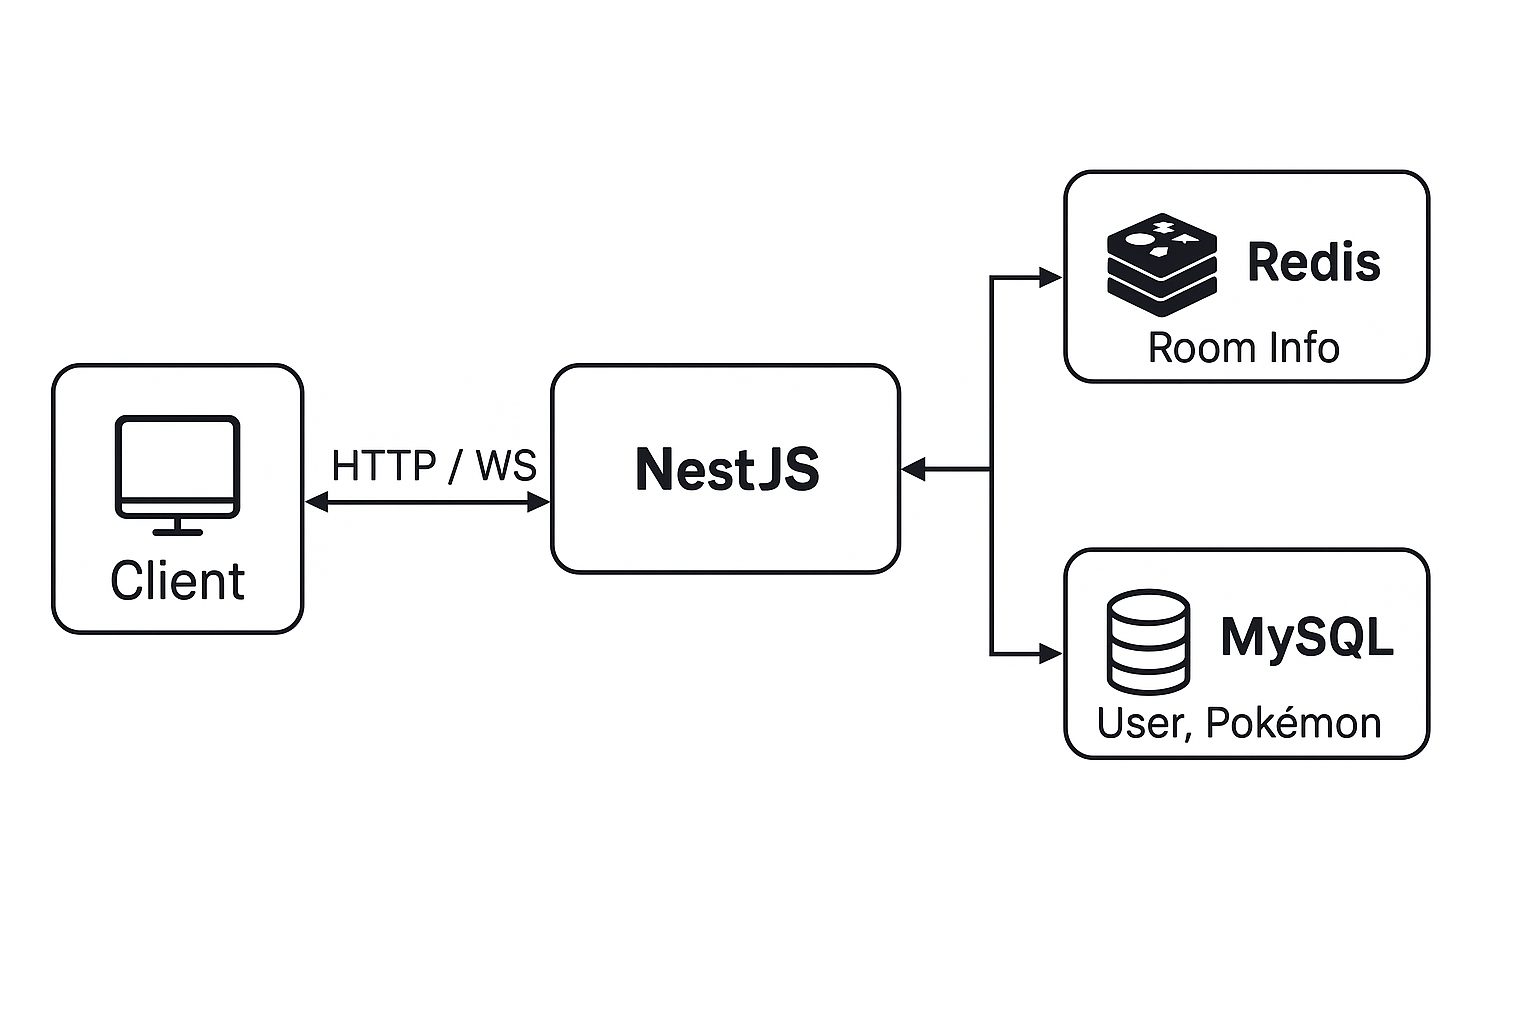 Client
HTTP / WS
NestJS
Redis
Room Info
MySQL
User, Pokémon